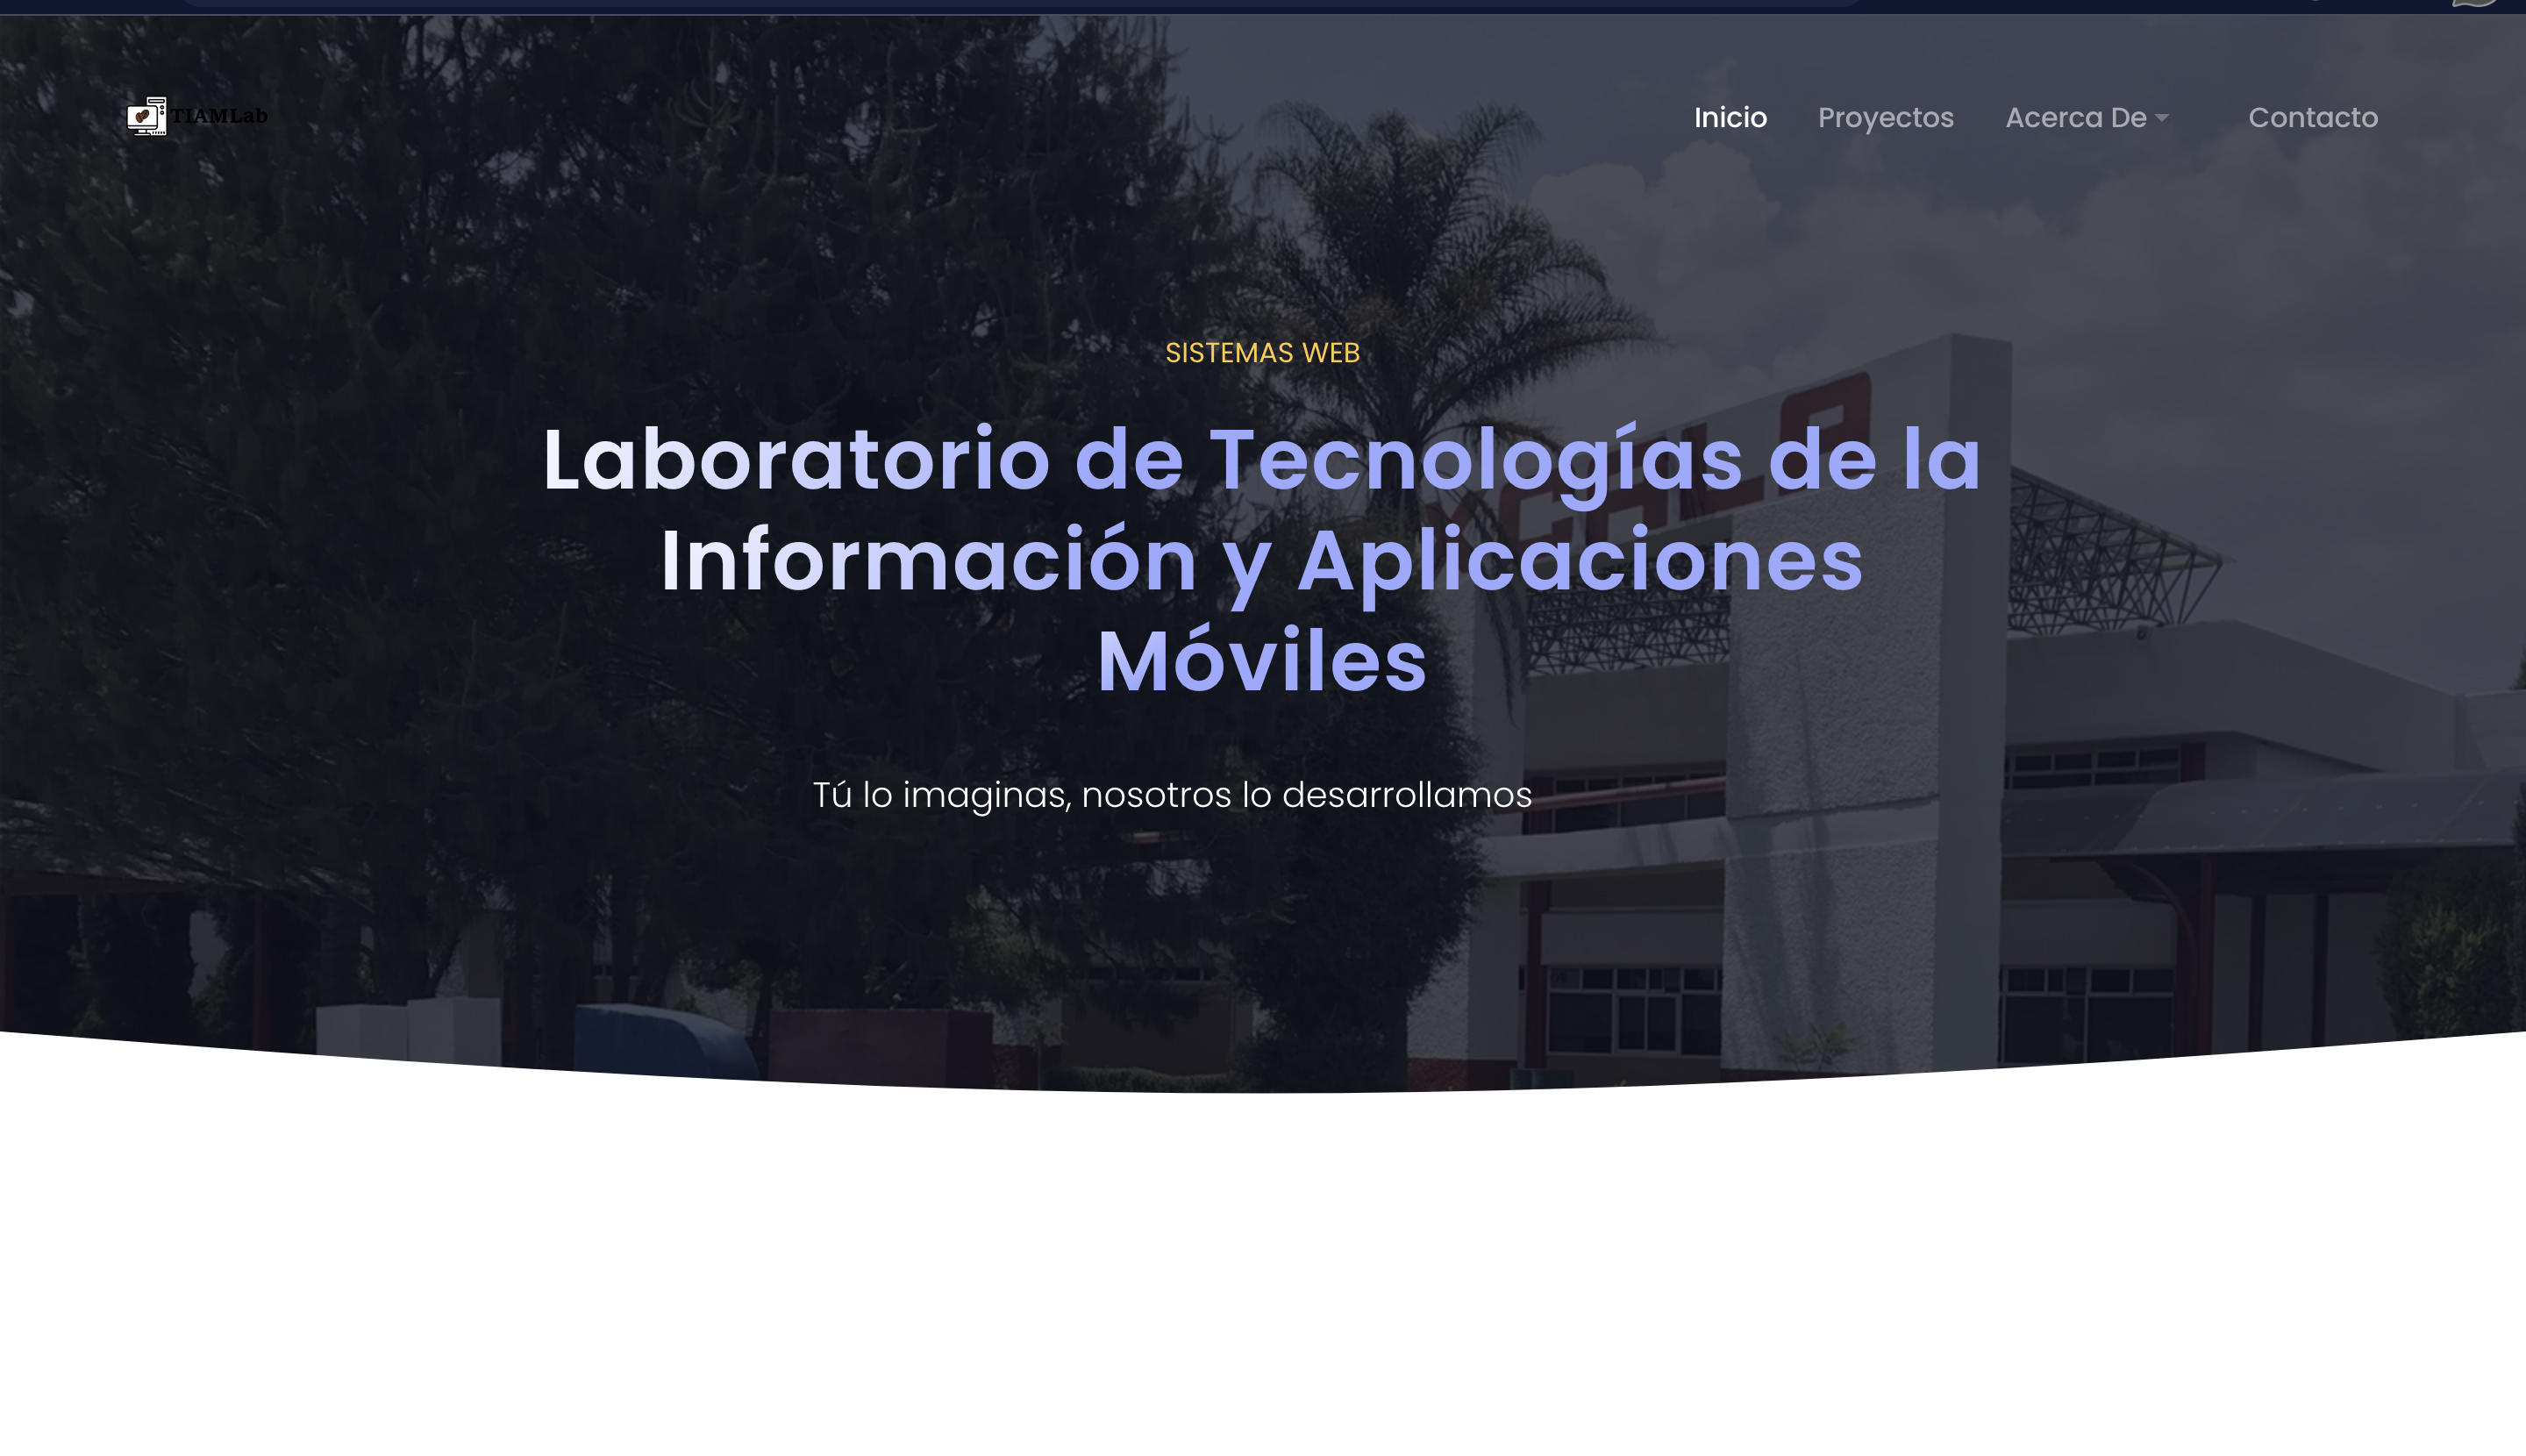 TIAMLab
Inicio Proyectos Acerca De Contacto
SISTEMAS WEB
Laboratorio de Tecnologías de la
Información y Aplicaciones
Móviles
Tú lo imaginas, nosotros lo desarrollamos